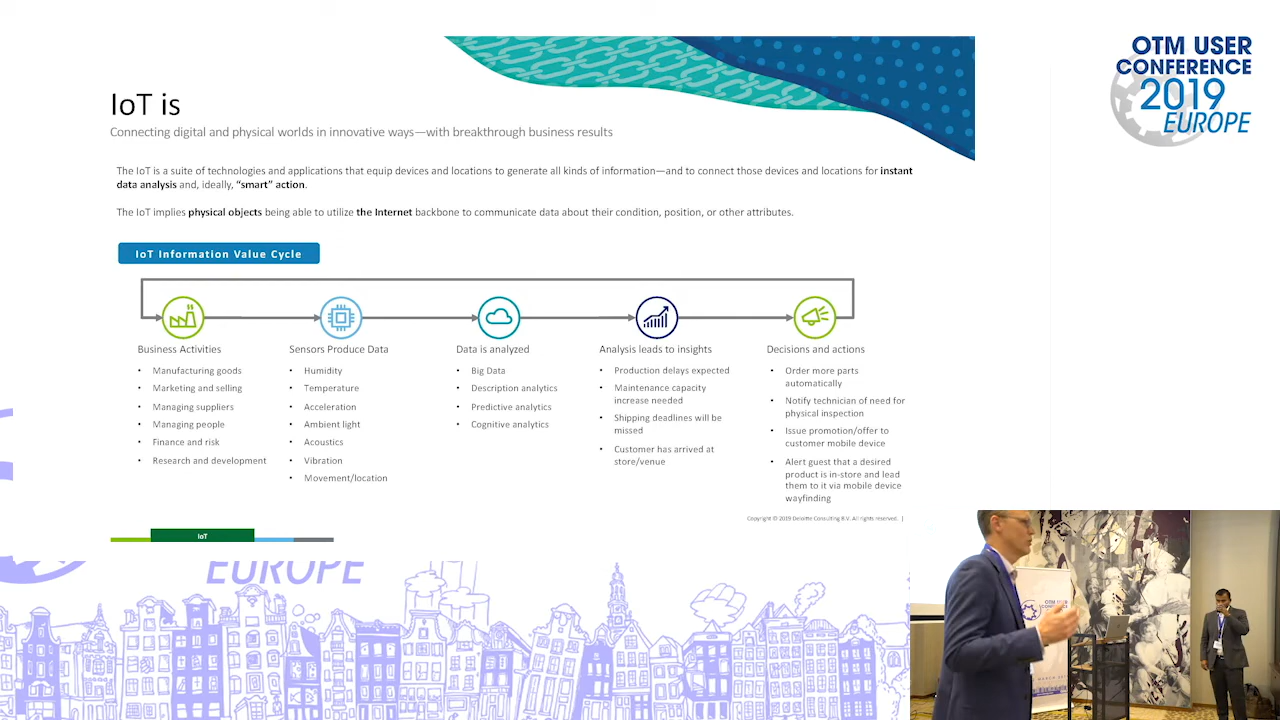 OTM USER
CONFERENCE
2019
EUROPE
IoT is
Connecting digital and physical worlds in innovative ways—with breakthrough business results
The IoT is a suite of technologies and applications that equip devices and locations to generate all kinds of information—and to connect those devices and locations for instant
data analysis and, ideally, “smart” action.
The IoT implies physical objects being able to utilize the Internet backbone to communicate data about their condition, position, or other attributes.
IoT Information Value Cycle
Business Activities
• Manufacturing goods
• Marketing and selling
• Managing suppliers
• Managing people
• Finance and risk
• Research and development
Sensors Produce Data
• Humidity
• Temperature
• Acceleration
• Ambient light
• Acoustics
• Vibration
• Movement/location
Data is analyzed
• Big Data
• Description analytics
• Predictive analytics
• Cognitive analytics
Analysis leads to insights
• Production delays expected
• Maintenance capacity
increase needed
• Shipping deadlines will be
missed
• Customer has arrived at
store/venue
Decisions and actions
• Order more parts
automatically
• Notify technician of need for
physical inspection
• Issue promotion/offer to
customer mobile device
• Alert guest that a desired
product is in-store and lead
them to it via mobile device
wayfinding
Copyright © 2019 Deloitte Consulting B.V. All rights reserved. |
IoT
EUROPE
OTM USER
CONFERENCE